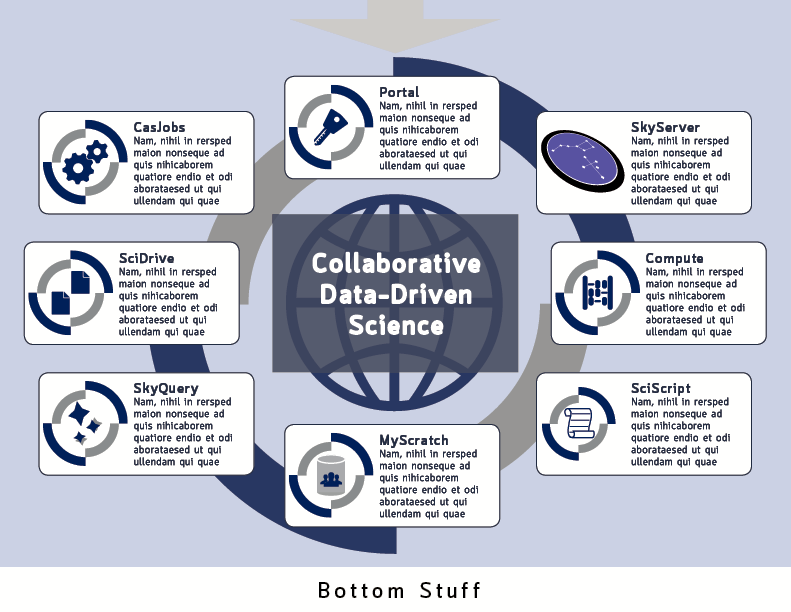 Portal
Nam, nihil in rersped
maion nonseque ad
quis nihicaborem
quatiore endio et odi
aborataesed ut qui
ullendam qui quae
CasJobs
Nam, nihil in rersped
maion nonseque ad
quis nihicaborem
quatiore endio et odi
aborataesed ut qui
ullendam qui quae
SkyServer
Nam, nihil in rersped
maion nonseque ad
quis nihicaborem
quatiore endio et odi
aborataesed ut qui
ullendam qui quae
SciDrive
Nam, nihil in rersped
maion nonseque ad
quis nihicaborem
quatiore endio et odi
aborataesed ut qui
ullendam qui quae
Collaborative
Data-Driven
Science
Compute
Nam, nihil in rersped
maion nonseque ad
quis nihicaborem
quatiore endio et odi
aborataesed ut qui
ullendam qui quae
SkyQuery
Nam, nihil in rersped
maion nonseque ad
quis nihicaborem
quatiore endio et odi
aborataesed ut qui
ullendam qui quae
MyScratch
Nam, nihil in rersped
maion nonseque ad
quis nihicaborem
quatiore endio et odi
aborataesed ut qui
ullendam qui quae
SciScript
Nam, nihil in rersped
maion nonseque ad
quis nihicaborem
quatiore endio et odi
aborataesed ut qui
ullendam qui quae
Bottom Stuff